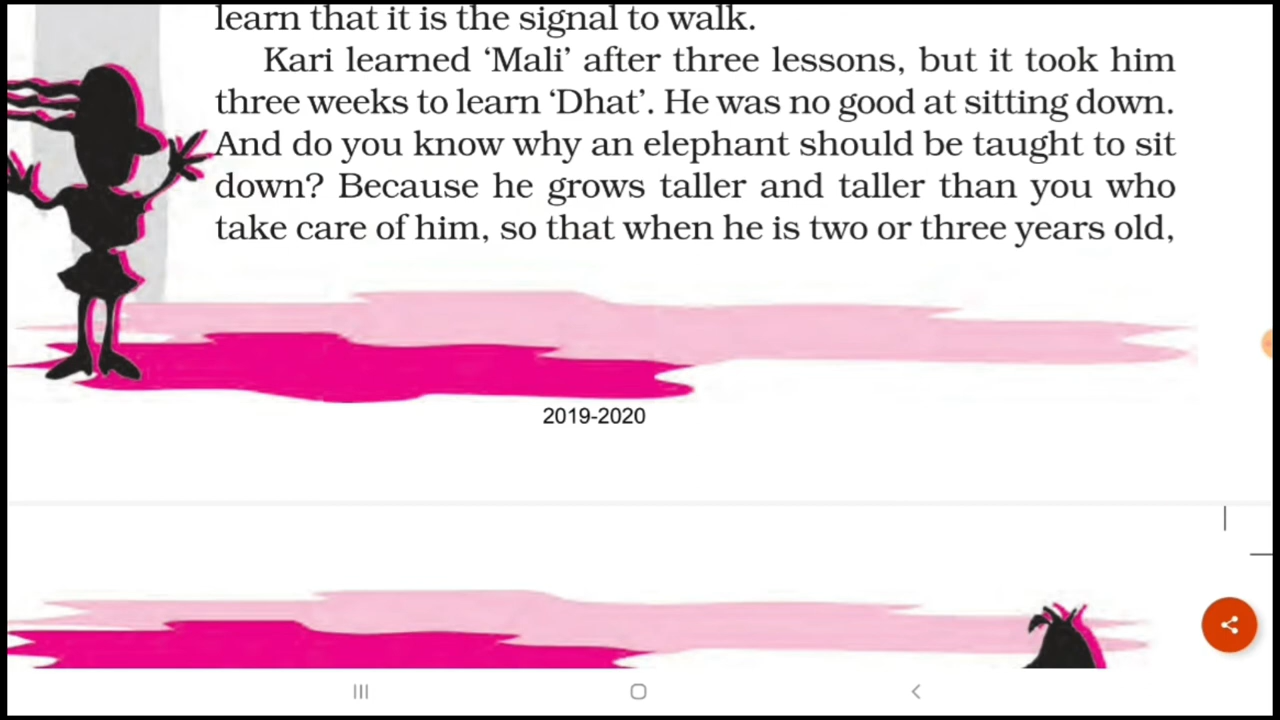 learn that it is the signal to walk.
Kari learned ‘Mali’ after three lessons, but it took him
three weeks to learn ‘Dhat’. He was no good at sitting down.
And do you know why an elephant should be taught to sit
down? Because he grows taller and taller than you who
take care of him, so that when he is two or three years old,
2019-2020